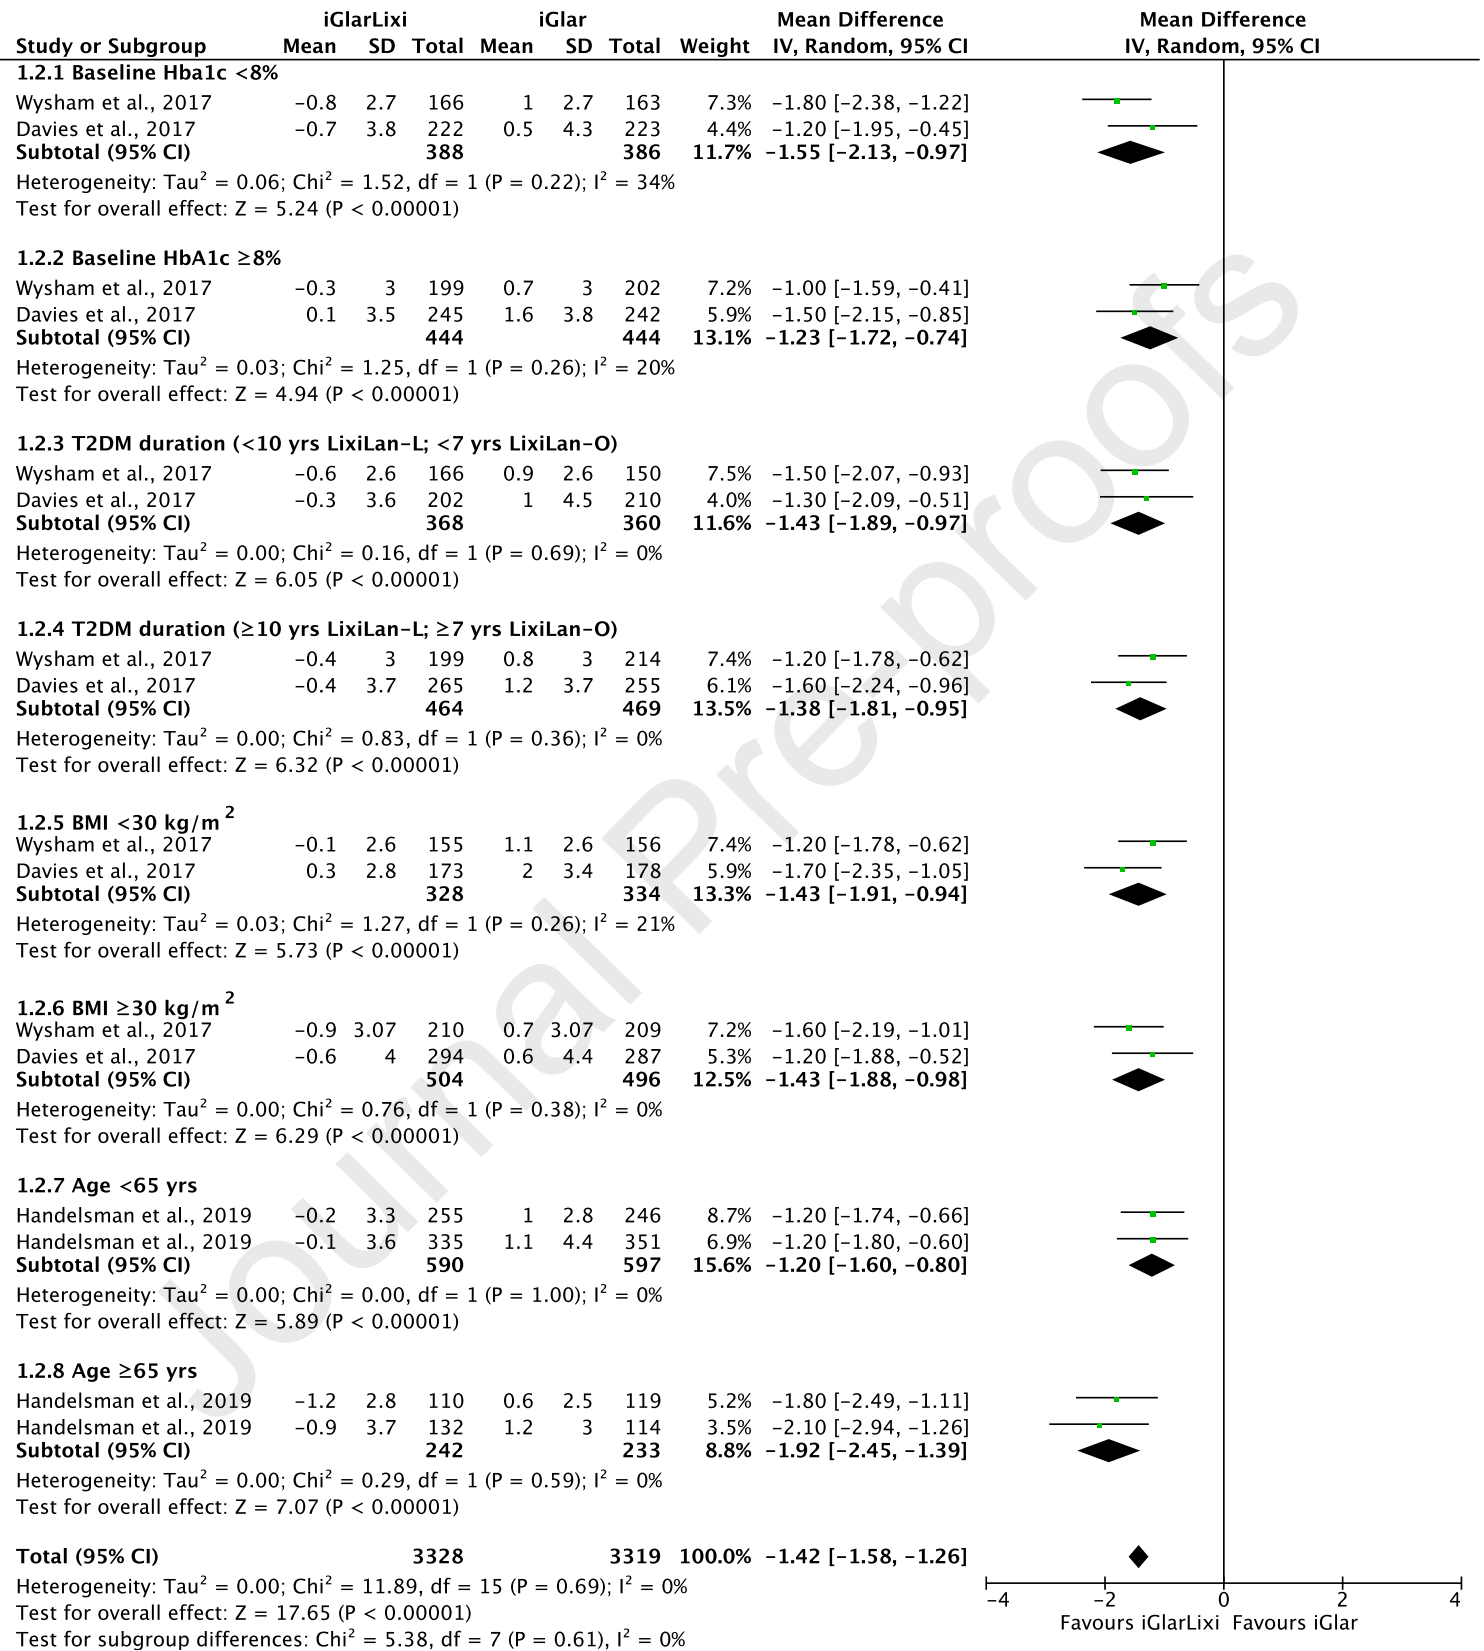 iGlarLixi iGlar Mean Difference Mean Difference
Study or Subgroup Mean SD Total Mean SD Total Weight IV, Random, 95% CI IV, Random, 95% CI
1.2.1 Baseline Hba1c <8%
Wysham et al., 2017 −0.8 2.7 166 1 2.7 163 7.3% −1.80 [−2.38, −1.22]
Davies et al., 2017 −0.7 3.8 222 0.5 4.3 223 4.4% −1.20 [−1.95, −0.45]
Subtotal (95% CI) 388 386 11.7% −1.55 [−2.13, −0.97]
Heterogeneity: Tau² = 0.06; Chi² = 1.52, df = 1 (P = 0.22); I² = 34%
Test for overall effect: Z = 5.24 (P < 0.00001)
1.2.2 Baseline HbA1c ≥8%
Wysham et al., 2017 −0.3 3 199 0.7 3 202 7.2% −1.00 [−1.59, −0.41]
Davies et al., 2017 0.1 3.5 245 1.6 3.8 242 5.9% −1.50 [−2.15, −0.85]
Subtotal (95% CI) 444 444 13.1% −1.23 [−1.72, −0.74]
Heterogeneity: Tau² = 0.03; Chi² = 1.25, df = 1 (P = 0.26); I² = 20%
Test for overall effect: Z = 4.94 (P < 0.00001)
1.2.3 T2DM duration (<10 yrs LixiLan−L; <7 yrs LixiLan−O)
Wysham et al., 2017 −0.6 2.6 166 0.9 2.6 150 7.5% −1.50 [−2.07, −0.93]
Davies et al., 2017 −0.3 3.6 202 1 4.5 210 4.0% −1.30 [−2.09, −0.51]
Subtotal (95% CI) 368 360 11.6% −1.43 [−1.89, −0.97]
Heterogeneity: Tau² = 0.00; Chi² = 0.16, df = 1 (P = 0.69); I² = 0%
Test for overall effect: Z = 6.05 (P < 0.00001)
1.2.4 T2DM duration (≥10 yrs LixiLan−L; ≥7 yrs LixiLan−O)
Wysham et al., 2017 −0.4 3 199 0.8 3 214 7.4% −1.20 [−1.78, −0.62]
Davies et al., 2017 −0.4 3.7 265 1.2 3.7 255 6.1% −1.60 [−2.24, −0.96]
Subtotal (95% CI) 464 469 13.5% −1.38 [−1.81, −0.95]
Heterogeneity: Tau² = 0.00; Chi² = 0.83, df = 1 (P = 0.36); I² = 0%
Test for overall effect: Z = 6.32 (P < 0.00001)
1.2.5 BMI <30 kg/m²
Wysham et al., 2017 −0.1 2.6 155 1.1 2.6 156 7.4% −1.20 [−1.78, −0.62]
Davies et al., 2017 0.3 2.8 173 2 3.4 178 5.9% −1.70 [−2.35, −1.05]
Subtotal (95% CI) 328 334 13.3% −1.43 [−1.91, −0.94]
Heterogeneity: Tau² = 0.03; Chi² = 1.27, df = 1 (P = 0.26); I² = 21%
Test for overall effect: Z = 5.73 (P < 0.00001)
1.2.6 BMI ≥30 kg/m²
Wysham et al., 2017 −0.9 3.07 210 0.7 3.07 209 7.2% −1.60 [−2.19, −1.01]
Davies et al., 2017 −0.6 4 294 0.6 4.4 287 5.3% −1.20 [−1.88, −0.52]
Subtotal (95% CI) 504 496 12.5% −1.43 [−1.88, −0.98]
Heterogeneity: Tau² = 0.00; Chi² = 0.76, df = 1 (P = 0.38); I² = 0%
Test for overall effect: Z = 6.29 (P < 0.00001)
1.2.7 Age <65 yrs
Handelsman et al., 2019 −0.2 3.3 255 1 2.8 246 8.7% −1.20 [−1.74, −0.66]
Handelsman et al., 2019 −0.1 3.6 335 1.1 4.4 351 6.9% −1.20 [−1.80, −0.60]
Subtotal (95% CI) 590 597 15.6% −1.20 [−1.60, −0.80]
Heterogeneity: Tau² = 0.00; Chi² = 0.00, df = 1 (P = 1.00); I² = 0%
Test for overall effect: Z = 5.89 (P < 0.00001)
1.2.8 Age ≥65 yrs
Handelsman et al., 2019 −1.2 2.8 110 0.6 2.5 119 5.2% −1.80 [−2.49, −1.11]
Handelsman et al., 2019 −0.9 3.7 132 1.2 3 114 3.5% −2.10 [−2.94, −1.26]
Subtotal (95% CI) 242 233 8.8% −1.92 [−2.45, −1.39]
Heterogeneity: Tau² = 0.00; Chi² = 0.29, df = 1 (P = 0.59); I² = 0%
Test for overall effect: Z = 7.07 (P < 0.00001)
Total (95% CI) 3328 3319 100.0% −1.42 [−1.58, −1.26]
Heterogeneity: Tau² = 0.00; Chi² = 11.89, df = 15 (P = 0.69); I² = 0%
Test for overall effect: Z = 17.65 (P < 0.00001)
Test for subgroup differences: Chi² = 5.38, df = 7 (P = 0.61), I² = 0%
−4 −2 0 2 4
Favours iGlarLixi Favours iGlar
Journal Pre-proofs